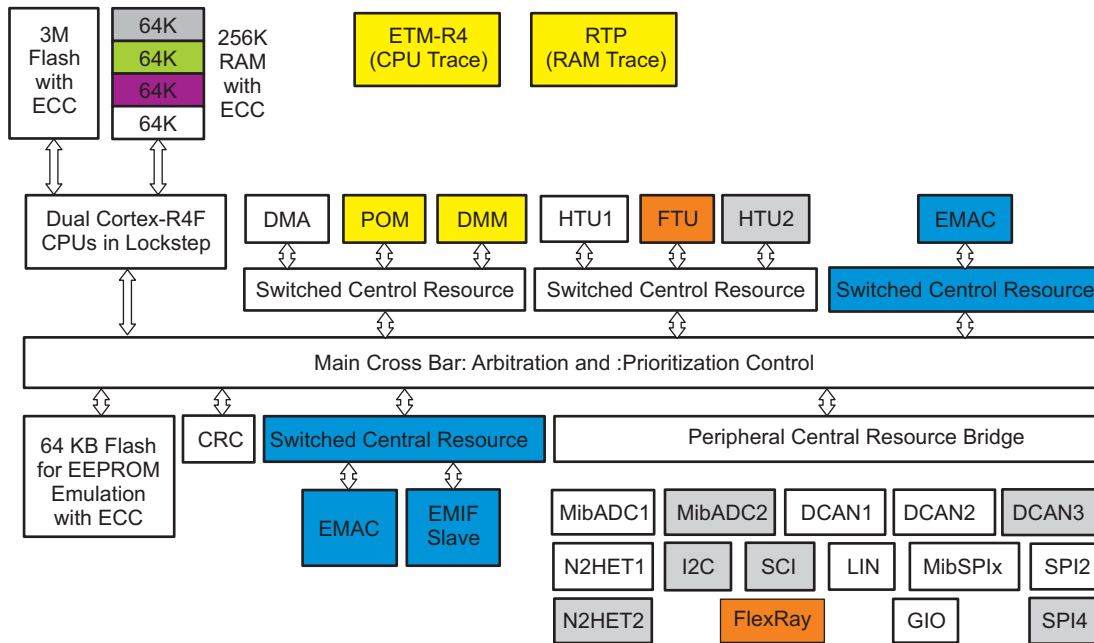 3M
Flash
with
ECC
64K
64K
64K
64K
256K
RAM
with
ECC
ETM-R4
(CPU Trace)
RTP
(RAM Trace)
Dual Cortex-R4F
CPUs in Lockstep
DMA
POM
DMM
HTU1
FTU
HTU2
EMAC
Switched Central Resource
Switched Central Resource
Switched Central Resource
Main Cross Bar: Arbitration and :Prioritization Control
64 KB Flash
for EEPROM
Emulation
with ECC
CRC
Switched Central Resource
Peripheral Central Resource Bridge
EMAC
EMIF
Slave
MibADC1
MibADC2
DCAN1
DCAN2
DCAN3
N2HET1
I2C
SCI
LIN
MibSPIx
SPI2
N2HET2
FlexRay
GIO
SPI4